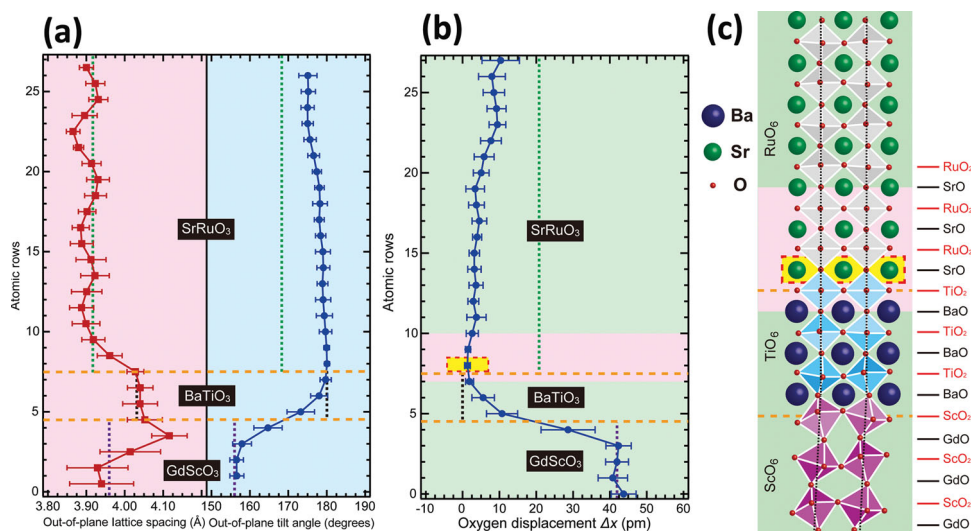 (a)
25
20
15
10
5
0
Atomic rows
SrRuO₃
BaTiO₃
GdScO₃
3.80 3.90 4.00 4.10 150 160 170 180 190
Out-of-plane lattice spacing (Å) Out-of-plane tilt angle (degrees)
(b)
25
20
15
10
5
0
Atomic rows
SrRuO₃
BaTiO₃
GdScO₃
-10 0 10 20 30 40 50 60
Oxygen displacement Δx (pm)
(c)
Ba
Sr
O
RuO₆
TiO₆
ScO₆
RuO₂
SrO
RuO₂
SrO
RuO₂
SrO
TiO₂
BaO
TiO₂
BaO
TiO₂
BaO
ScO₂
GdO
ScO₂
GdO
ScO₂
GdO